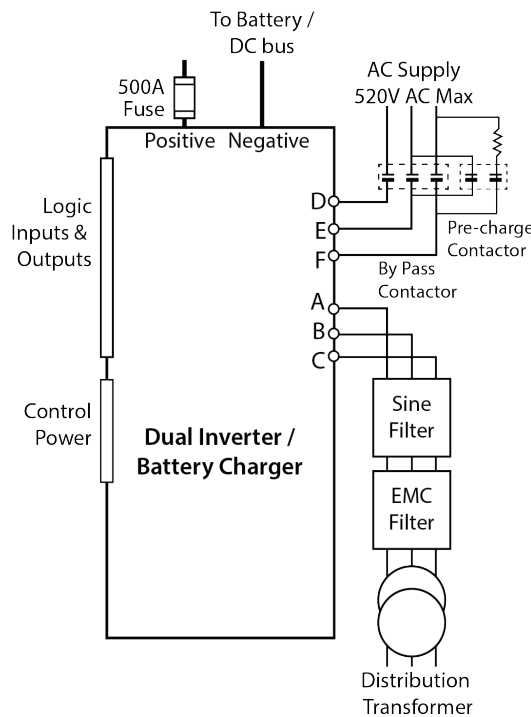 To Battery /
DC bus
500A
Fuse
AC Supply
520V AC Max
Positive
Negative
Logic
Inputs &
Outputs
D
E
F
Pre-charge
Contactor
By Pass
Contactor
A
B
C
Control
Power
Dual Inverter /
Battery Charger
Sine
Filter
EMC
Filter
Distribution
Transformer